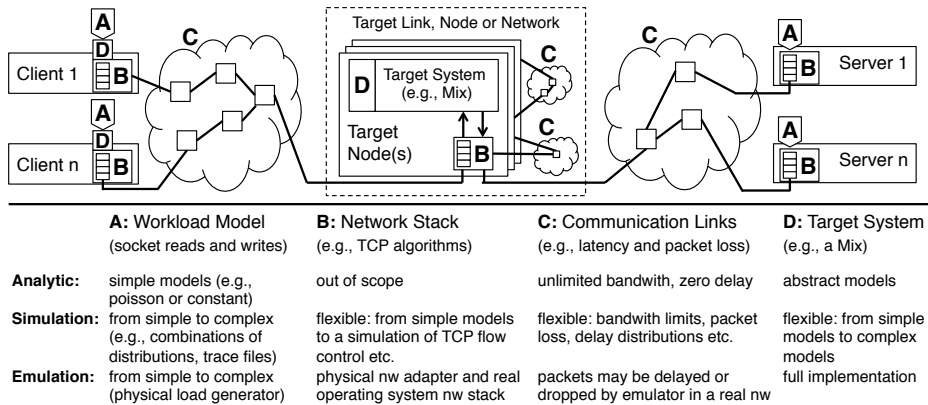 Target Link, Node or Network
A
D
Client 1
B
C
Target System
(e.g., Mix)
D
Target
Node(s)
B
C
C
C
A
Server 1
B
A
D
Client n
B
A
Server n
B
A: Workload Model
(socket reads and writes)
B: Network Stack
(e.g., TCP algorithms)
C: Communication Links
(e.g., latency and packet loss)
D: Target System
(e.g., a Mix)
Analytic:
simple models (e.g.,
poisson or constant)
out of scope
unlimited bandwith, zero delay
abstract models
Simulation:
from simple to complex
(e.g., combinations of
distributions, trace files)
flexible: from simple models
to a simulation of TCP flow
control etc.
flexible: bandwith limits, packet
loss, delay distributions etc.
flexible: from simple
models to complex
models
Emulation:
from simple to complex
(physical load generator)
physical nw adapter and real
operating system nw stack
packets may be delayed or
dropped by emulator in a real nw
full implementation